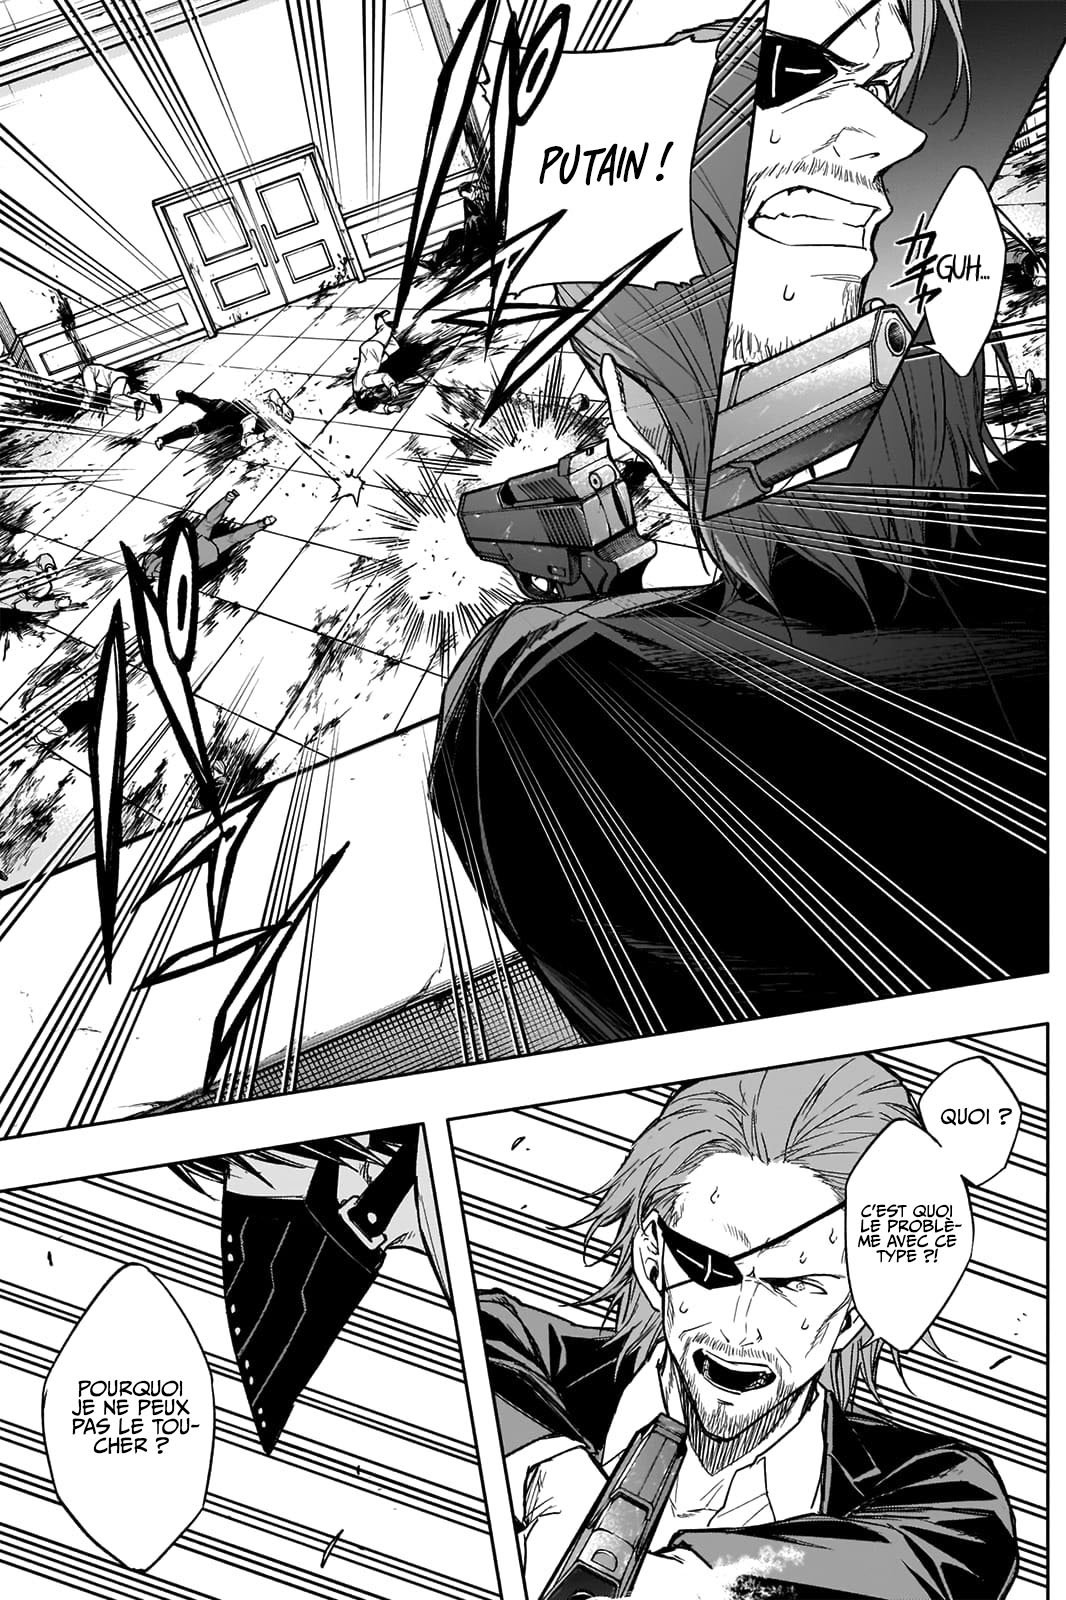 GUH...
ガチャ
PUTAIN !
QUOI ?
C'EST QUOI
LE PROBLÈ-
ME AVEC CE
TYPE ?!
POURQUOI
JE NE PEUX
PAS LE TOU-
CHER ?